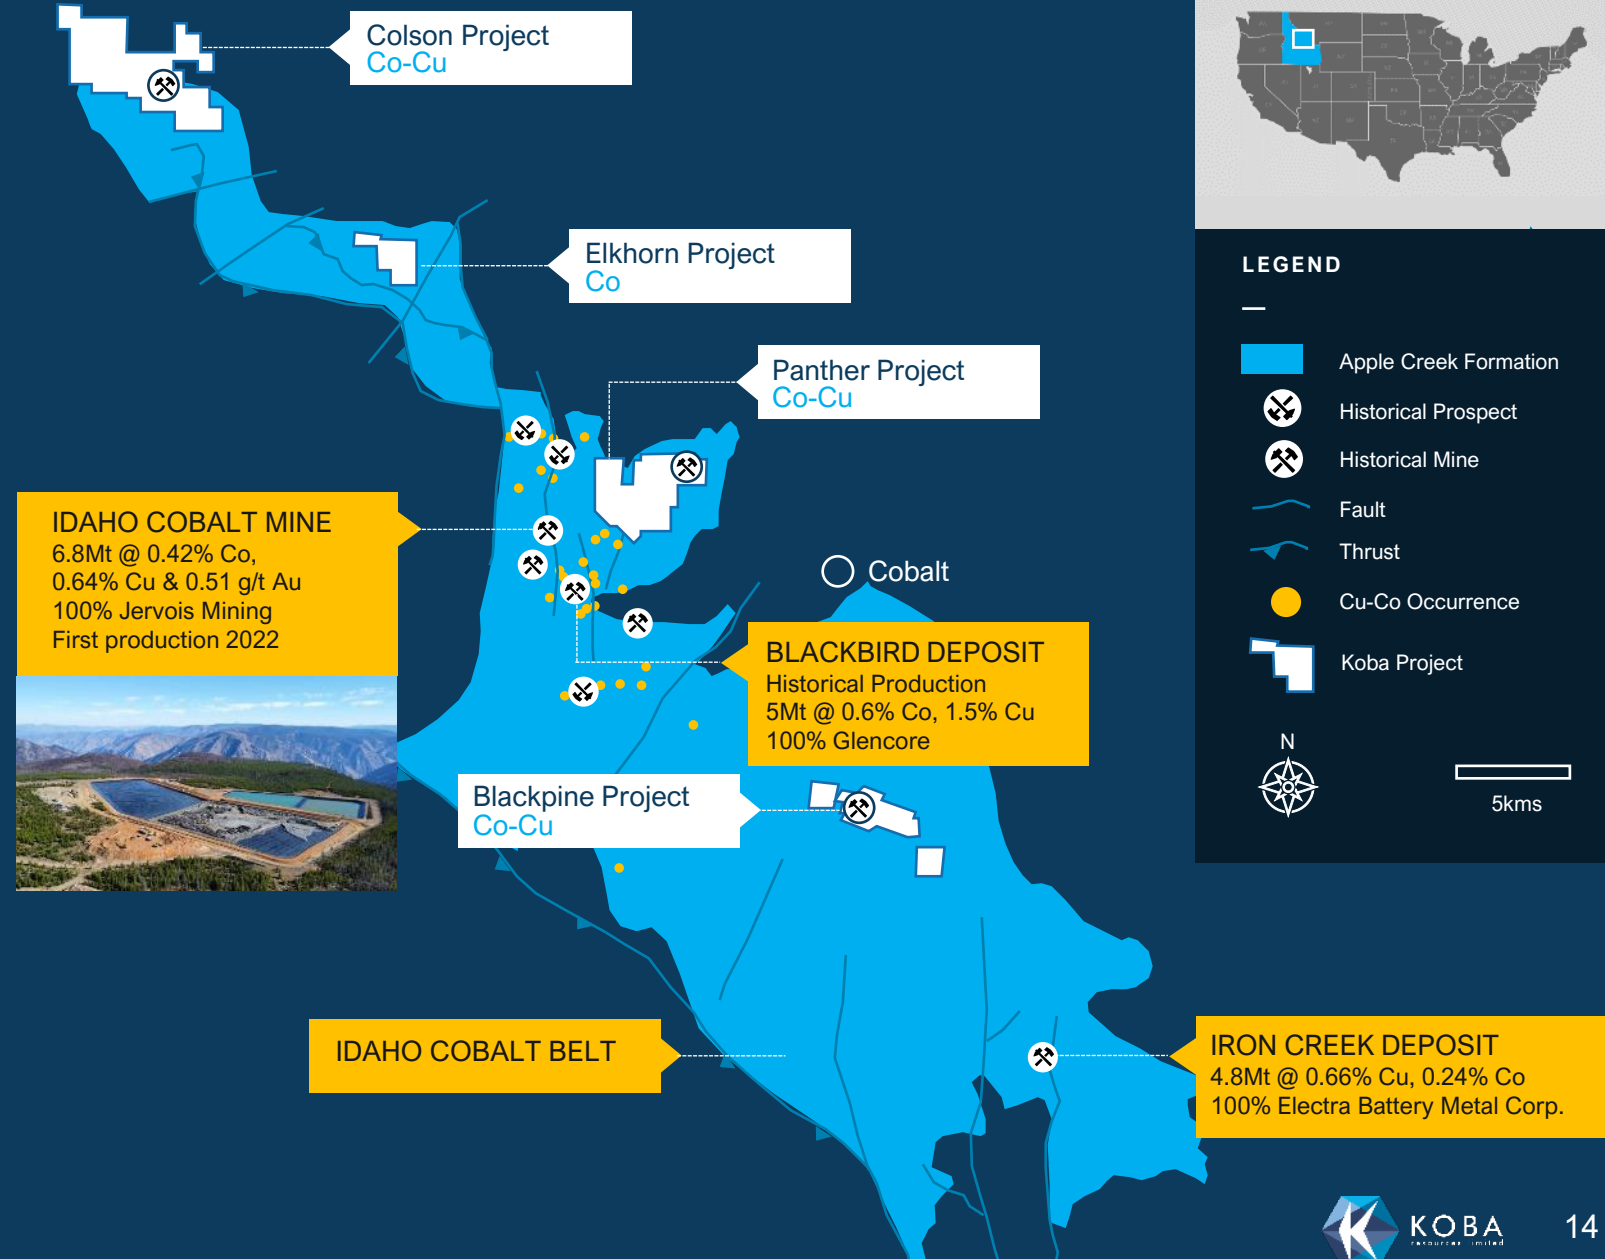 Colson Project
Co-Cu
Elkhorn Project
Co
Panther Project
Co-Cu
IDAHO COBALT MINE
6.8Mt @ 0.42% Co,
0.64% Cu & 0.51 g/t Au
100% Jervois Mining
First production 2022
Cobalt
BLACKBIRD DEPOSIT
Historical Production
5Mt @ 0.6% Co, 1.5% Cu
100% Glencore
Blackpine Project
Co-Cu
IDAHO COBALT BELT
IRON CREEK DEPOSIT
4.8Mt @ 0.66% Cu, 0.24% Co
100% Electra Battery Metal Corp.
LEGEND
Apple Creek Formation
Historical Prospect
Historical Mine
Fault
Thrust
Cu-Co Occurrence
Koba Project
N
5kms
KOBA
resources limited
14